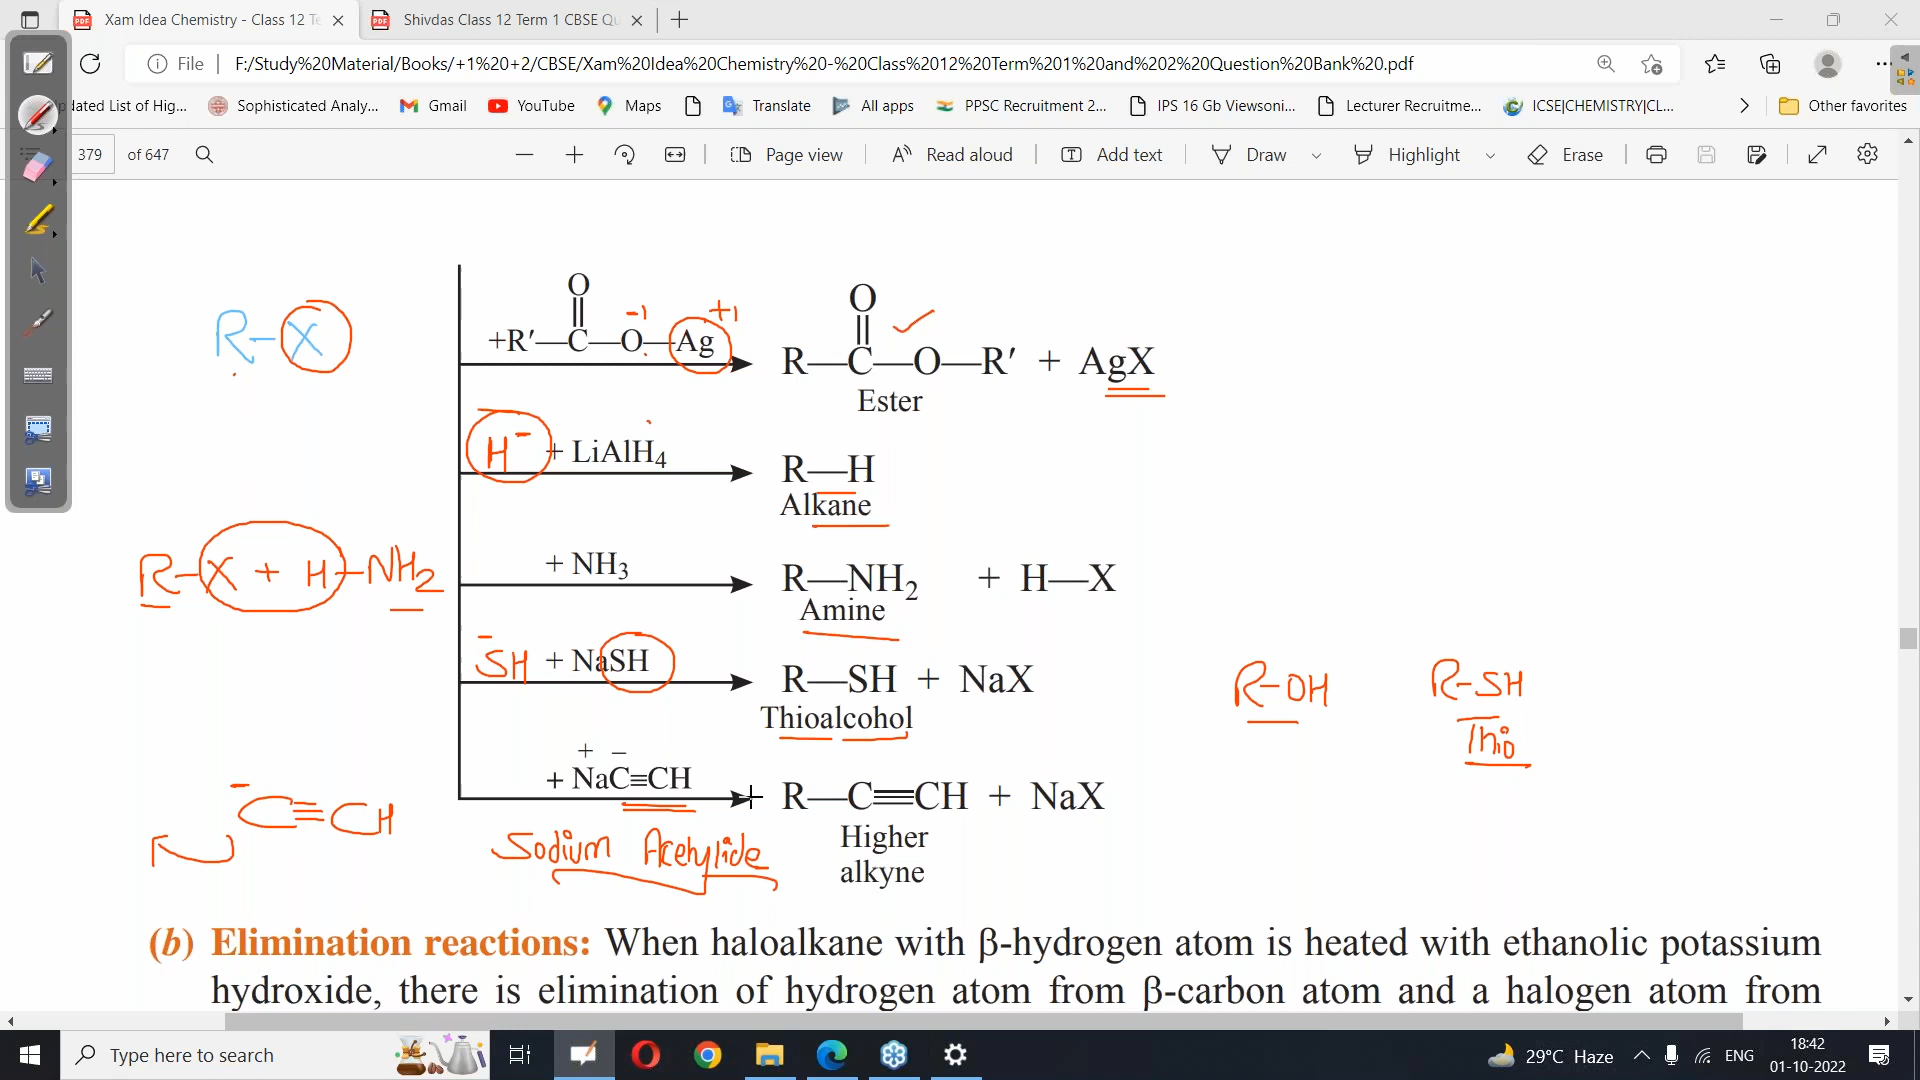 Xam Idea Chemistry - Class 12 Te
Shivdas Class 12 Term 1 CBSE Qu
File
F:/Study%20Material/Books/+1%20+2/CBSE/Xam%20Idea%20Chemistry%20-%20Class%2012%20Term%201%20and%202%20Question%20Bank%20.pdf
pdated List of Hig...
Sophisticated Analy...
Gmail
YouTube
Maps
Translate
All apps
PPSC Recruitment 2...
IPS 16 Gb Viewsoni...
Lecturer Recruitme...
ICSE|CHEMISTRY|CL...
Other favorites
379 of 647
Page view
Read aloud
Add text
Draw
Highlight
Erase
R-X
O
-1 +1
+R′—C—O—Ag
O
R—C—O—R′ + AgX
Ester
H⁻ + LiAlH₄
R—H
Alkane
R-X + H-NH₂
+ NH₃
R—NH₂ + H—X
Amine
S̄H + NaSH
R—SH + NaX
Thioalcohol
R-OH
R-SH
Thio
+ −
+ NaC≡CH
R—C≡CH + NaX
Higher
alkyne
⁻C≡CH
Sodium Acetylide
(b) Elimination reactions: When haloalkane with β-hydrogen atom is heated with ethanolic potassium
hydroxide, there is elimination of hydrogen atom from β-carbon atom and a halogen atom from
Type here to search
29°C Haze
ENG
18:42
01-10-2022